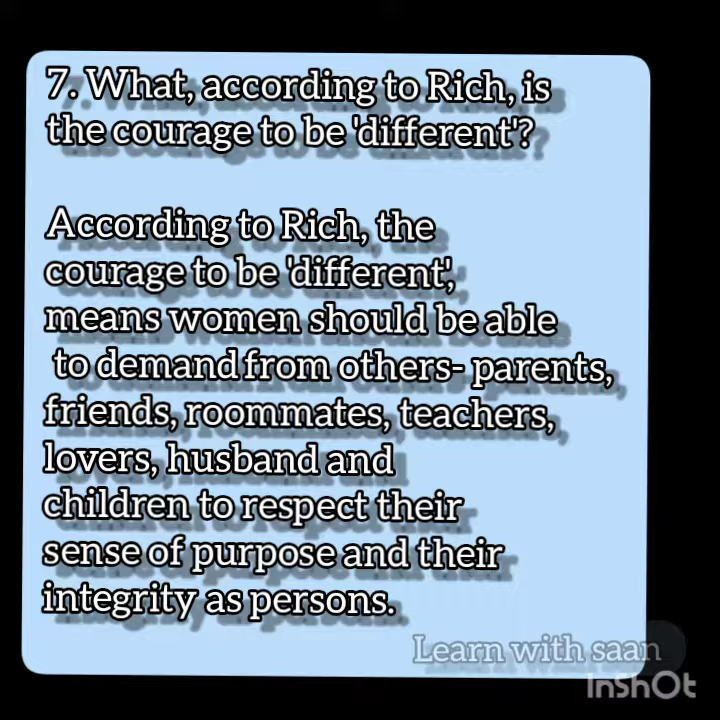 7. What, according to Rich, is
the courage to be 'different'?
According to Rich, the
courage to be 'different',
means women should be able
to demand from others- parents,
friends, roommates, teachers,
lovers, husband and
children to respect their
sense of purpose and their
integrity as persons.
Learn with saan
InShOt